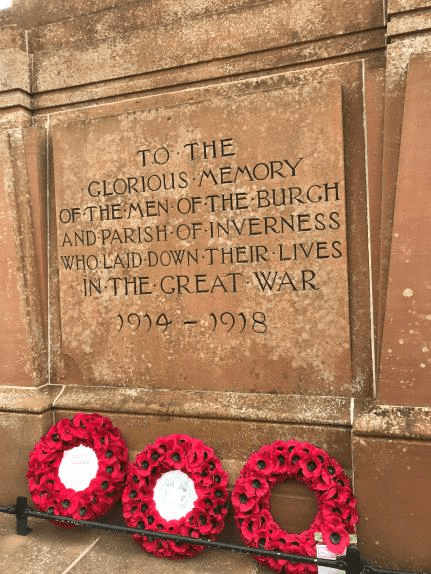 TO·THE
GLORIOUS·MEMORY
OF·THE·MEN·OF·THE·BURGH
AND·PARISH·OF·INVERNESS
WHO·LAID·DOWN·THEIR·LIVES
IN·THE·GREAT·WAR
1914 – 1918